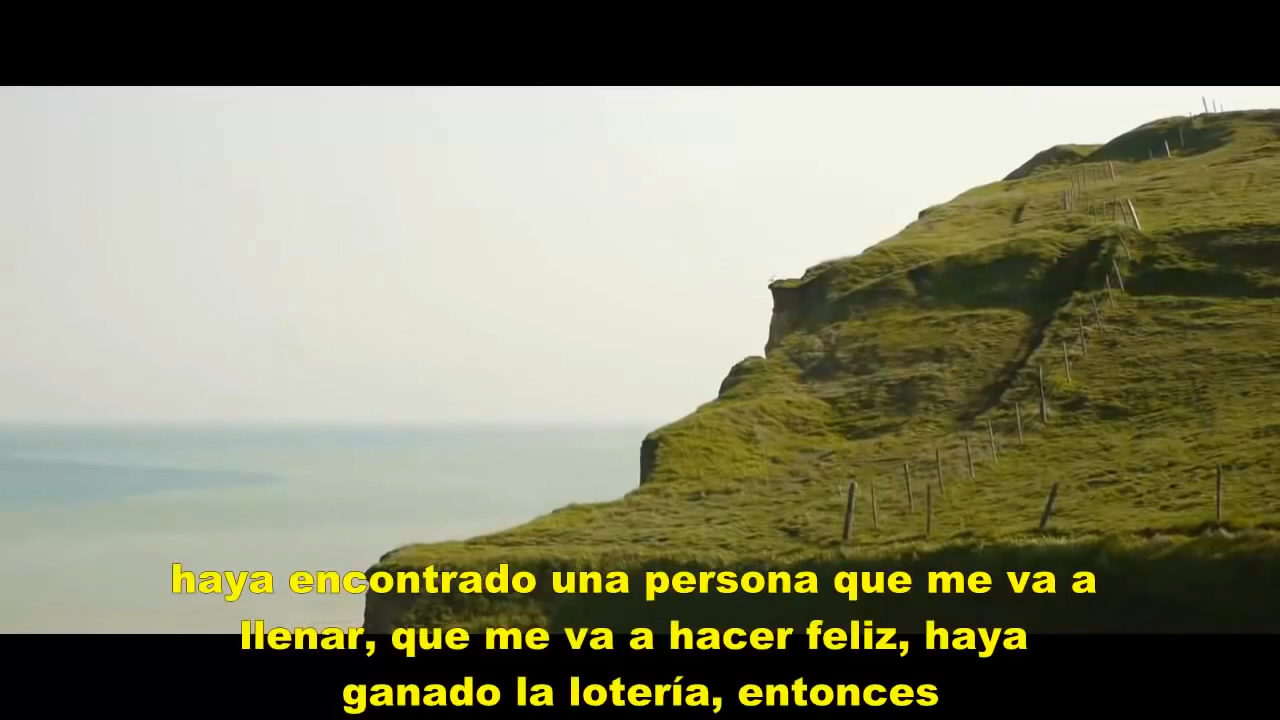 haya encontrado una persona que me va a
llenar, que me va a hacer feliz, haya
ganado la lotería, entonces